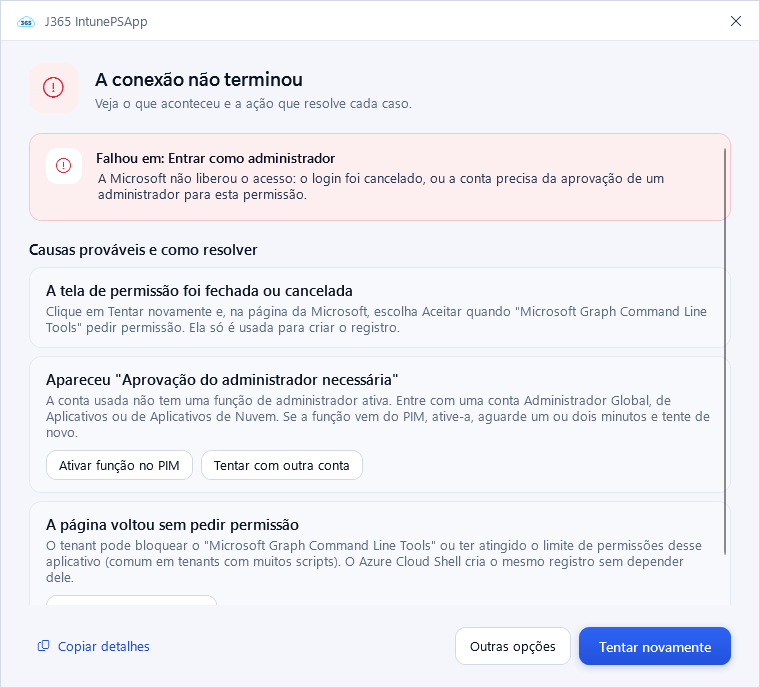 365 J365 IntunePSApp
A conexão não terminou
Veja o que aconteceu e a ação que resolve cada caso.
Falhou em: Entrar como administrador
A Microsoft não liberou o acesso: o login foi cancelado, ou a conta precisa da aprovação de um
administrador para esta permissão.
Causas prováveis e como resolver
A tela de permissão foi fechada ou cancelada
Clique em Tentar novamente e, na página da Microsoft, escolha Aceitar quando "Microsoft Graph Command Line
Tools" pedir permissão. Ela só é usada para criar o registro.
Apareceu "Aprovação do administrador necessária"
A conta usada não tem uma função de administrador ativa. Entre com uma conta Administrador Global, de
Aplicativos ou de Aplicativos de Nuvem. Se a função vem do PIM, ative-a, aguarde um ou dois minutos e tente de
novo.
Ativar função no PIM
Tentar com outra conta
A página voltou sem pedir permissão
O tenant pode bloquear o "Microsoft Graph Command Line Tools" ou ter atingido o limite de permissões desse
aplicativo (comum em tenants com muitos scripts). O Azure Cloud Shell cria o mesmo registro sem depender
dele.
Copiar detalhes
Outras opções
Tentar novamente